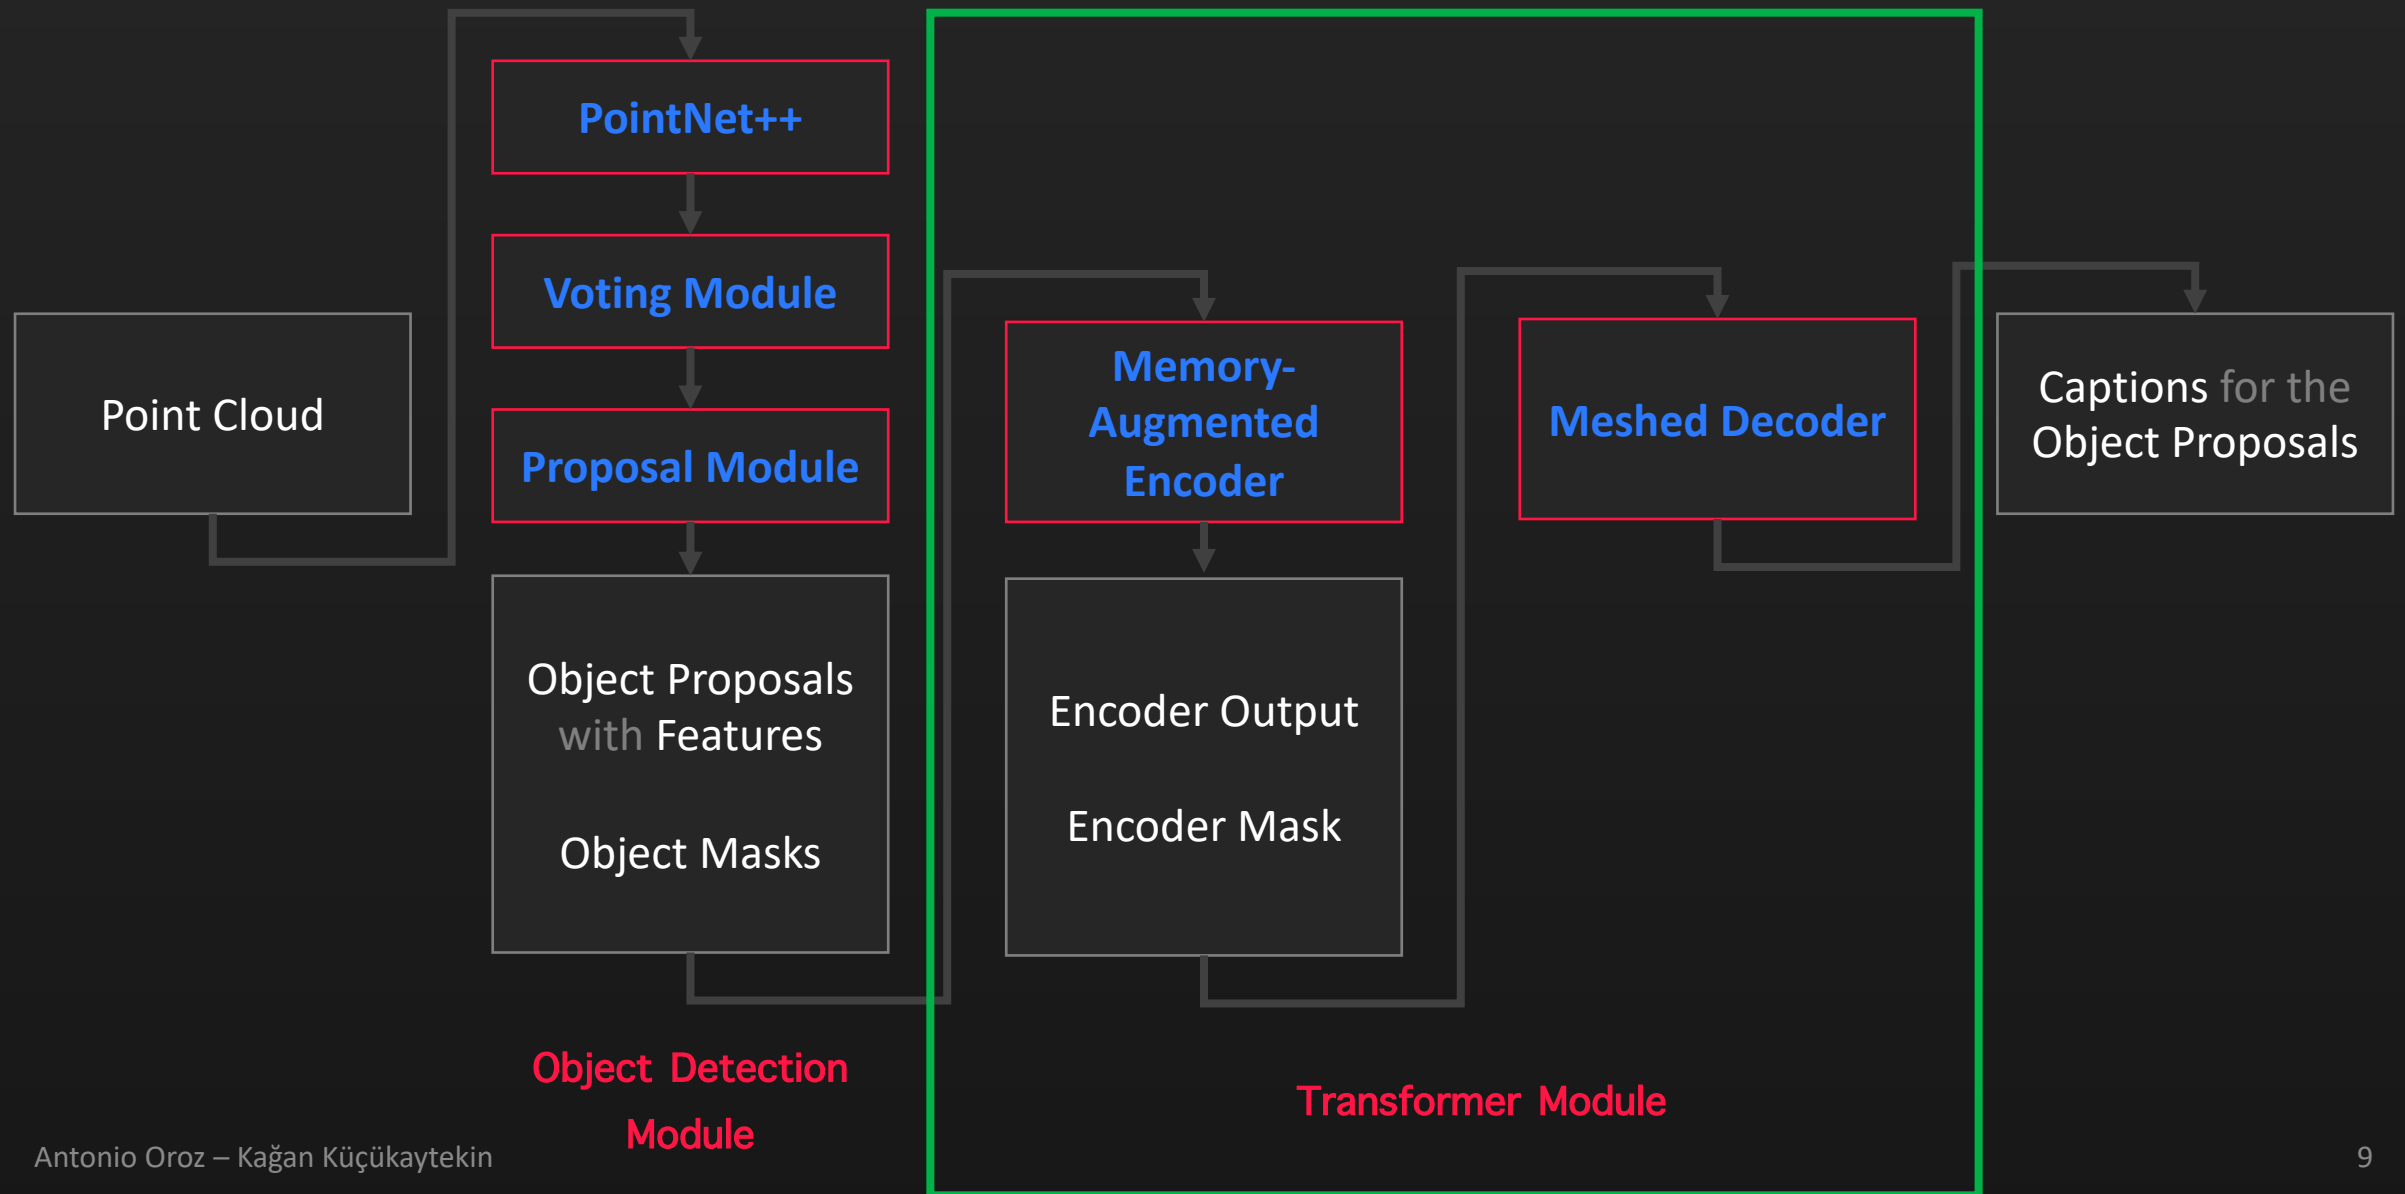 Point Cloud
PointNet++
Voting Module
Proposal Module
Object Proposals
with Features
Object Masks
Object Detection
Module
Memory-
Augmented
Encoder
Encoder Output
Encoder Mask
Meshed Decoder
Transformer Module
Captions for the
Object Proposals
Antonio Oroz – Kağan Küçükaytekin
9